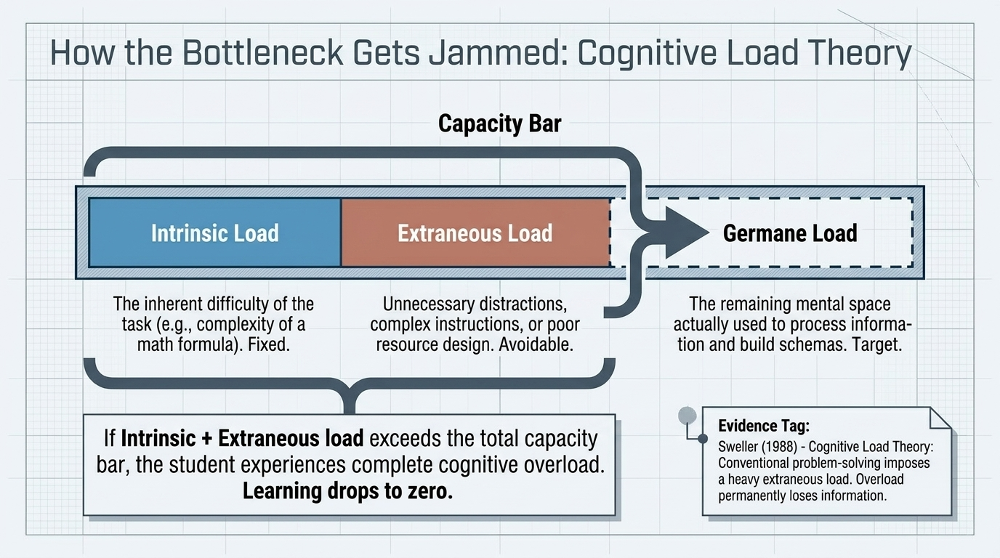 How the Bottleneck Gets Jammed: Cognitive Load Theory
Capacity Bar
Intrinsic Load
Extraneous Load
Germane Load
The inherent difficulty of the
task (e.g., complexity of a
math formula). Fixed.
Unnecessary distractions,
complex instructions, or poor
resource design. Avoidable.
The remaining mental space
actually used to process informa-
tion and build schemas. Target.
If Intrinsic + Extraneous load exceeds the total capacity
bar, the student experiences complete cognitive overload.
Learning drops to zero.
Evidence Tag:
Sweller (1988) - Cognitive Load Theory:
Conventional problem-solving imposes
a heavy extraneous load. Overload
permanently loses information.